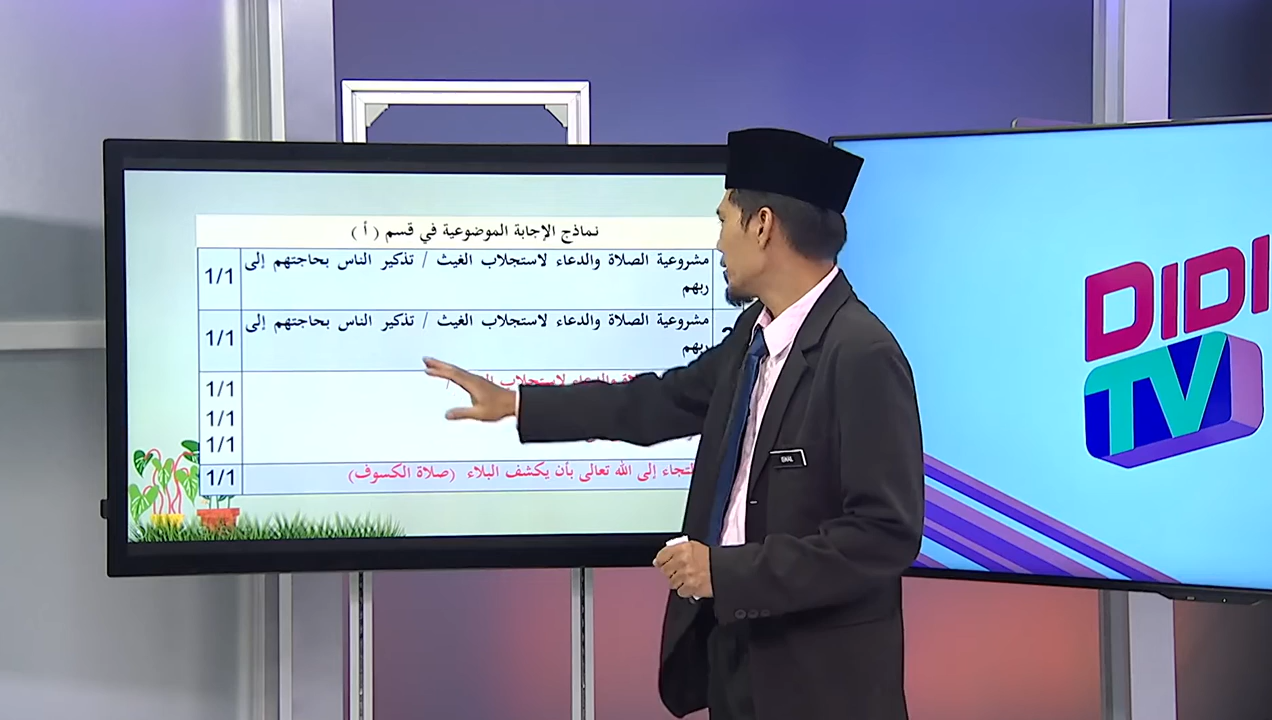 نماذج الإجابة الموضوعية في قسم ( أ )
مشروعية الصلاة والدعاء لاستجلاب الغيث / تذكير الناس بحاجتهم إلى
ربهم
1/1
مشروعية الصلاة والدعاء لاستجلاب الغيث / تذكير الناس بحاجتهم إلى
ربهم
1/1
والدعاء لاستجلاب
1/1
1/1
1/1
إلى الله تعالى بأن يكشف البلاء (صلاة الكسوف)
1/1
DIDI
TV